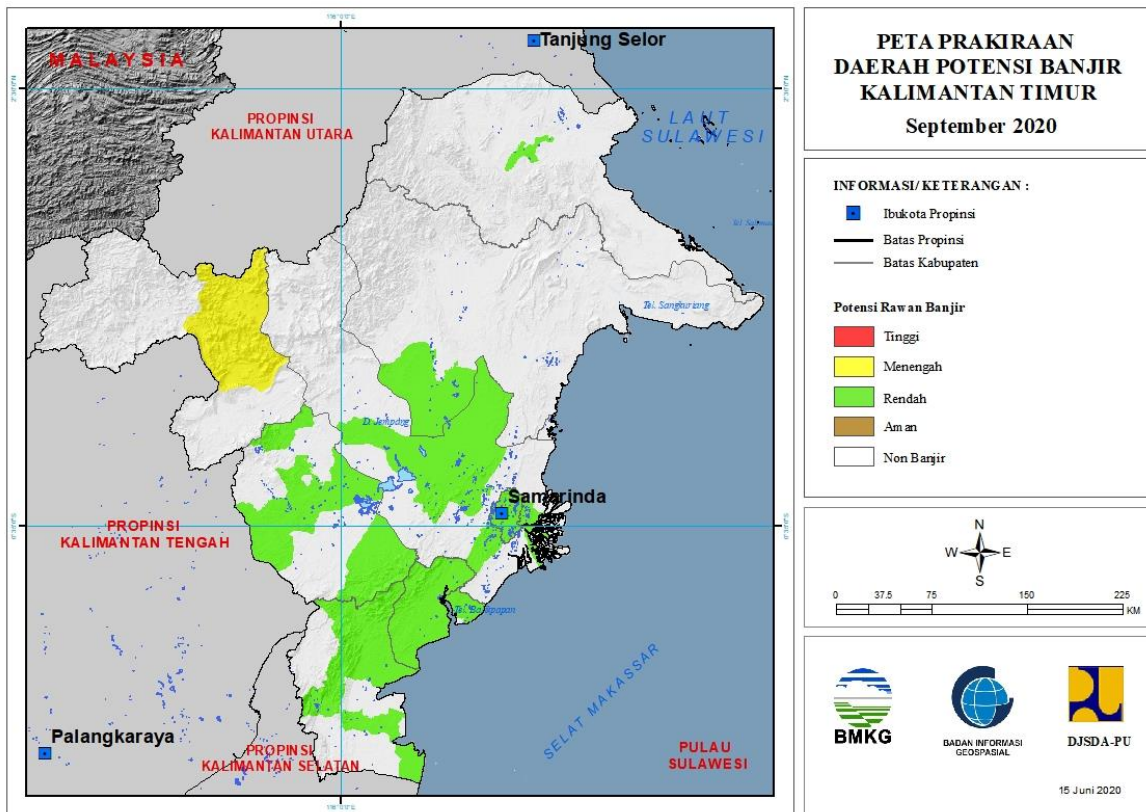 Tanjung Selor
MALAYSIA
PROPINSI
KALIMANTAN UTARA
LAUT
SULAWESI
Tel. Sangkuriang
D. Jempang
Samarinda
PROPINSI
KALIMANTAN TENGAH
Tel. Balikpapan
SELAT MAKASSAR
Palangkaraya
PROPINSI
KALIMANTAN SELATAN
PULAU
SULAWESI
PETA PRAKIRAAN
DAERAH POTENSI BANJIR
KALIMANTAN TIMUR
September 2020
INFORMASI/ KETERANGAN :
Ibukota Propinsi
Batas Propinsi
Batas Kabupaten
Potensi Rawan Banjir
Tinggi
Menengah
Rendah
Aman
Non Banjir
N
W E
S
0 37.5 75 150 225
KM
BMKG
BADAN INFORMASI
GEOSPASIAL
DJSDA-PU
15 Juni 2020